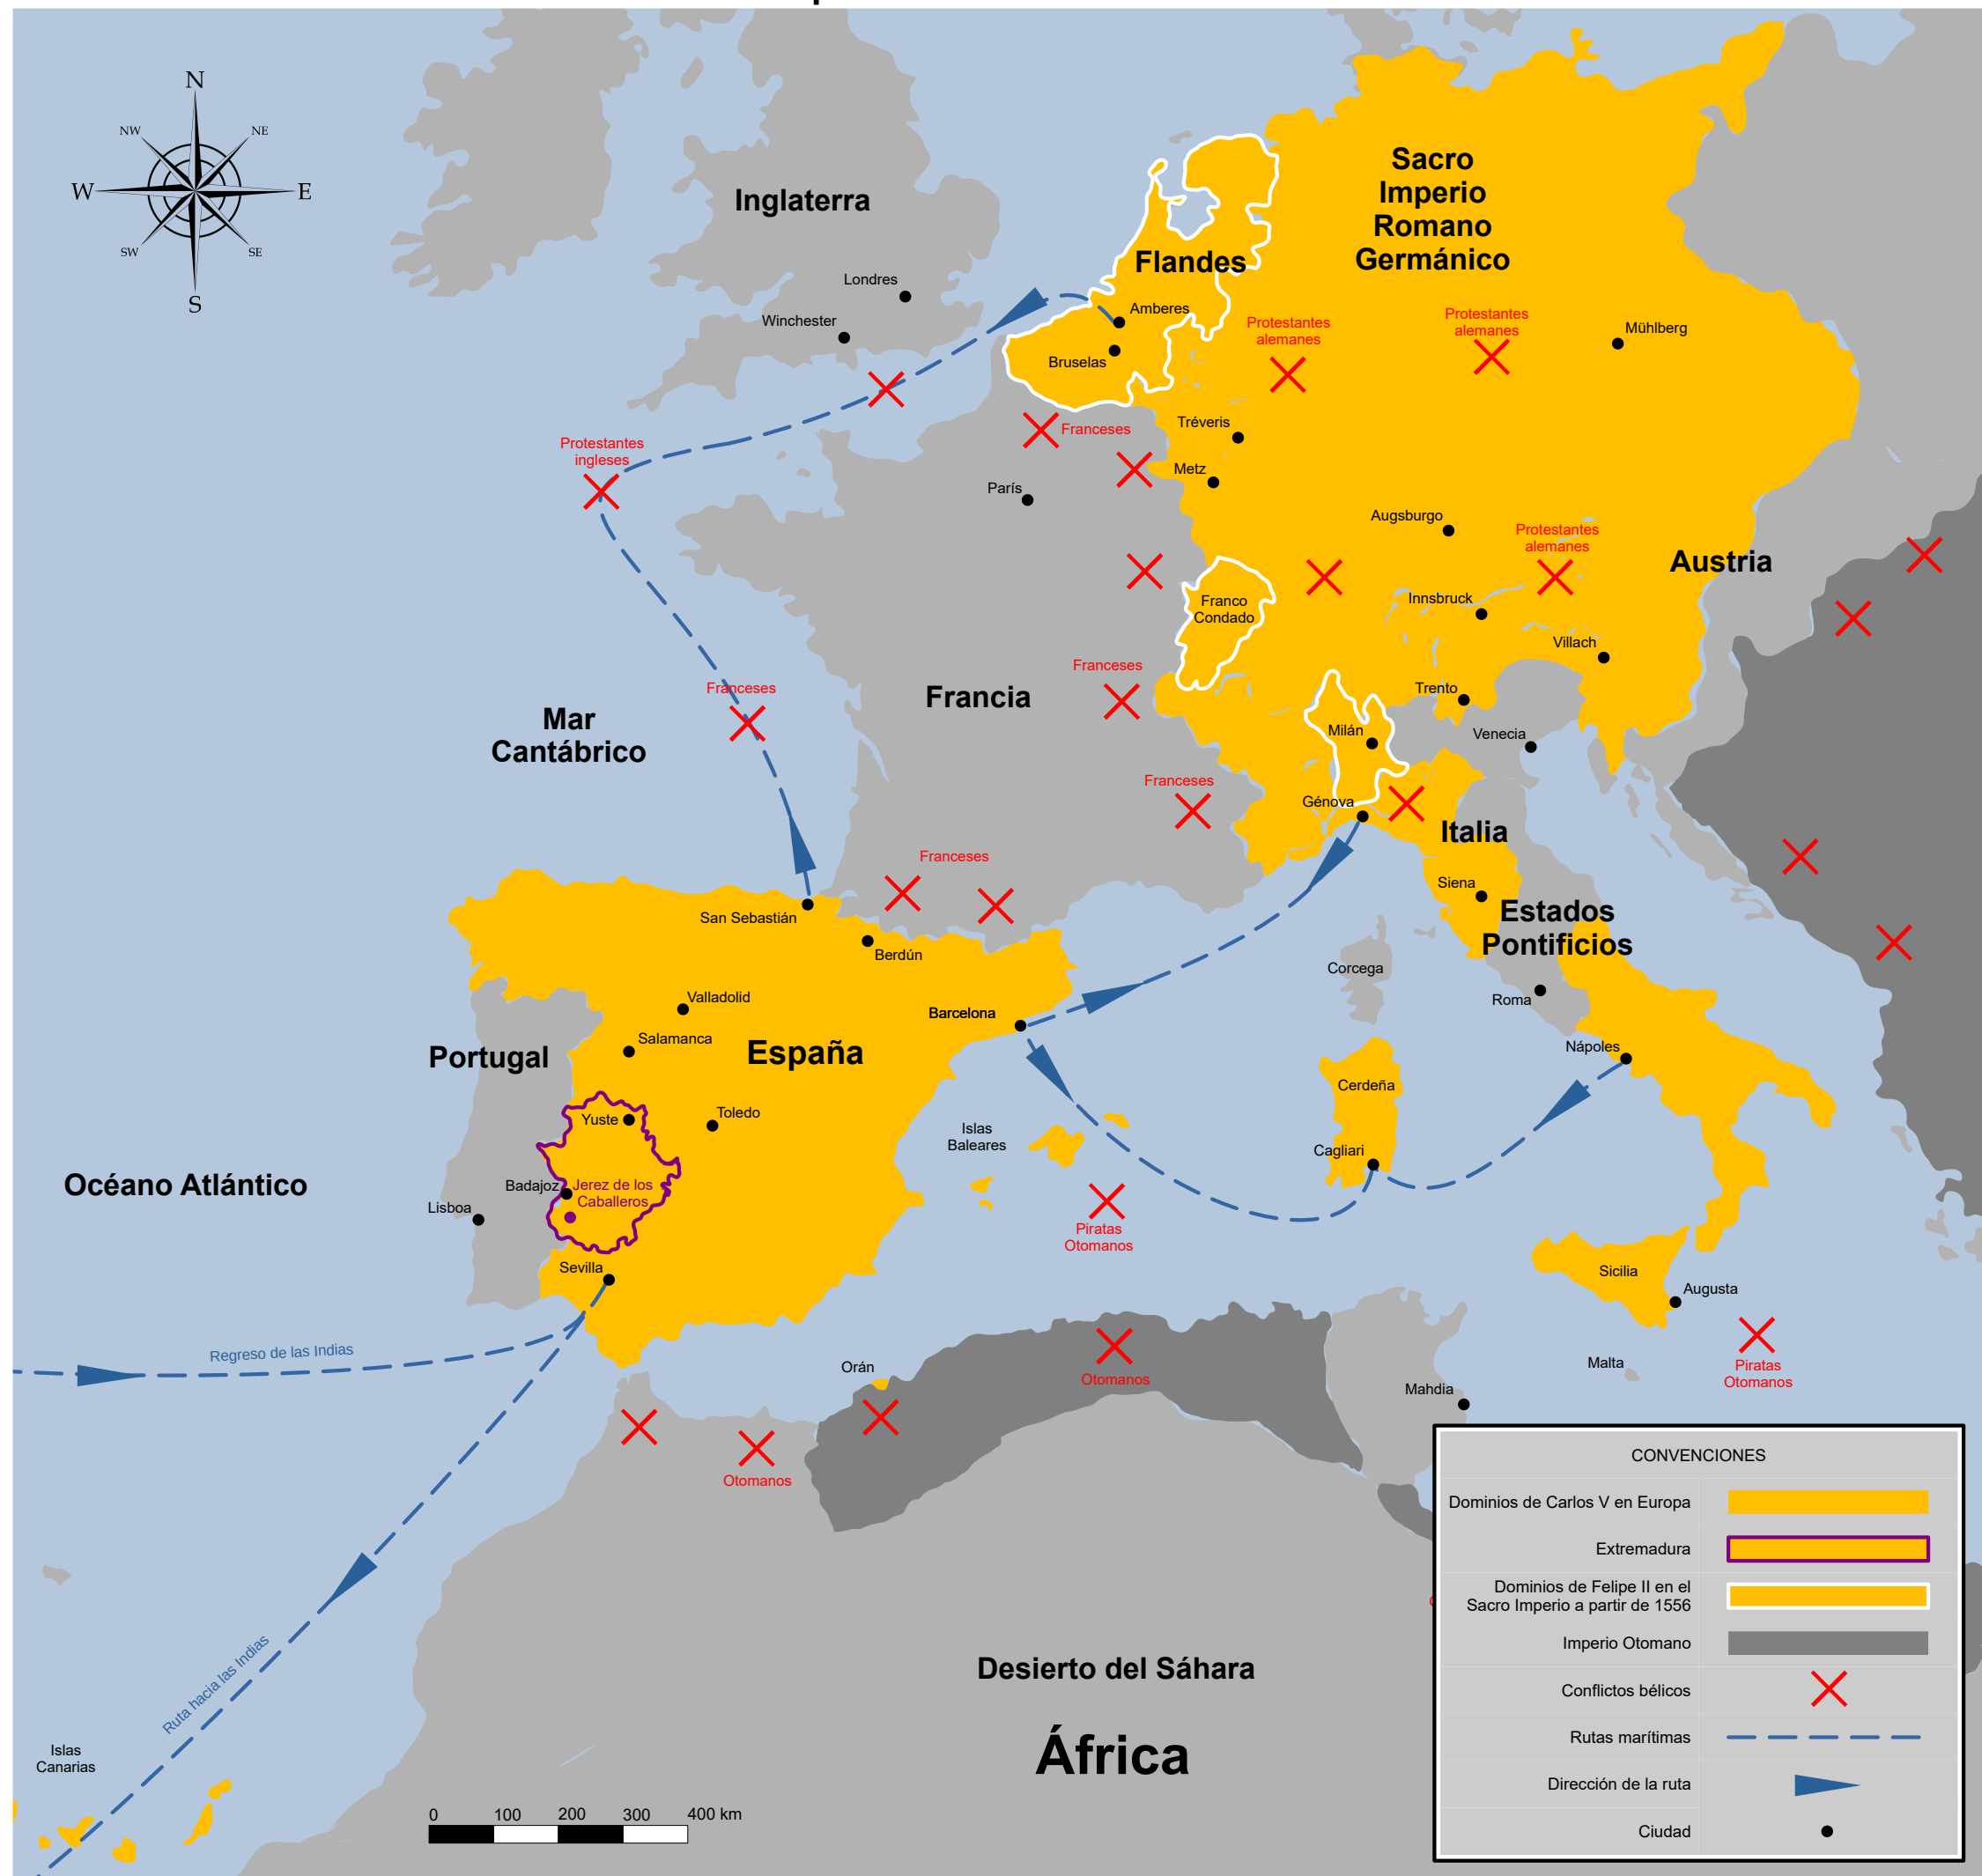 N
NW
NE
W
E
SW
SE
S
Inglaterra
Londres
Winchester
Sacro
Imperio
Romano
Germánico
Flandes
Amberes
Bruselas
Protestantes
alemanes
Protestantes
alemanes
Mühlberg
Protestantes
ingleses
Franceses
Tréveris
Metz
París
Augsburgo
Protestantes
alemanes
Austria
Franco
Condado
Innsbruck
Villach
Franceses
Franceses
Francia
Trento
Mar
Cantábrico
Milán
Venecia
Franceses
Génova
Italia
Franceses
Siena
San Sebastián
Estados
Pontificios
Berdún
Corcega
Roma
Valladolid
Barcelona
Salamanca
Portugal
España
Nápoles
Cerdeña
Yuste
Toledo
Islas
Baleares
Cagliari
Océano Atlántico
Badajoz
Jerez de los
Caballeros
Lisboa
Piratas
Otomanos
Sevilla
Sicilia
Augusta
Regreso de las Indias
Orán
Otomanos
Malta
Piratas
Otomanos
Mahdia
Otomanos
Ruta hacia las Indias
Desierto del Sáhara
África
Islas
Canarias
0 100 200 300 400 km
CONVENCIONES
Dominios de Carlos V en Europa
Extremadura
Dominios de Felipe II en el
Sacro Imperio a partir de 1556
Imperio Otomano
Conflictos bélicos
Rutas marítimas
Dirección de la ruta
Ciudad